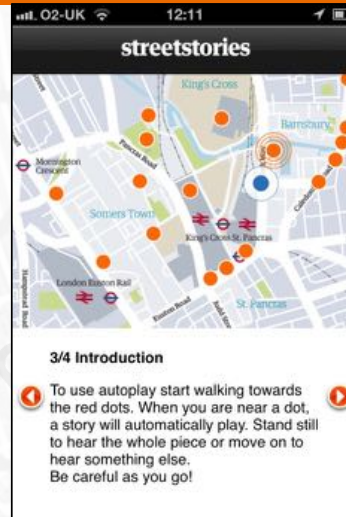 O2-UK 12:11
streetstories
King's Cross
Barnsbury
Pancras Road
Mornington
Crescent
Somers Town
King's Cross St. Pancras
London Euston Rail
Hampstead Road
Euston Road
St. Pancras
3/4 Introduction
To use autoplay start walking towards
the red dots. When you are near a dot,
a story will automatically play. Stand still
to hear the whole piece or move on to
hear something else.
Be careful as you go!